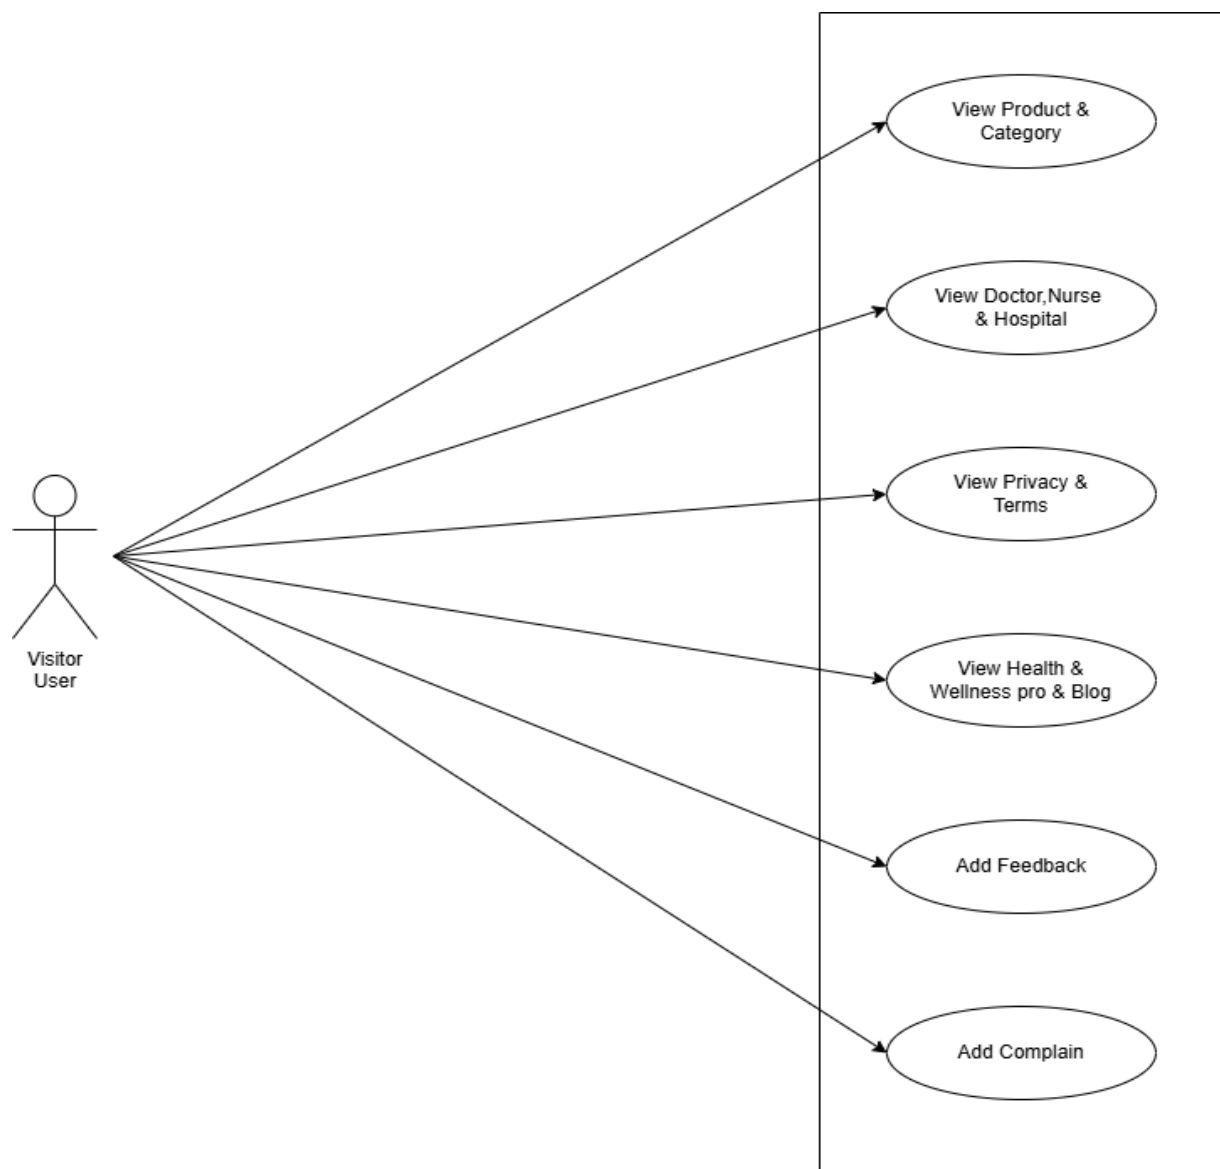 View Product &
Category
View Doctor,Nurse
& Hospital
View Privacy &
Terms
Visitor
User
View Health &
Wellness pro & Blog
Add Feedback
Add Complain